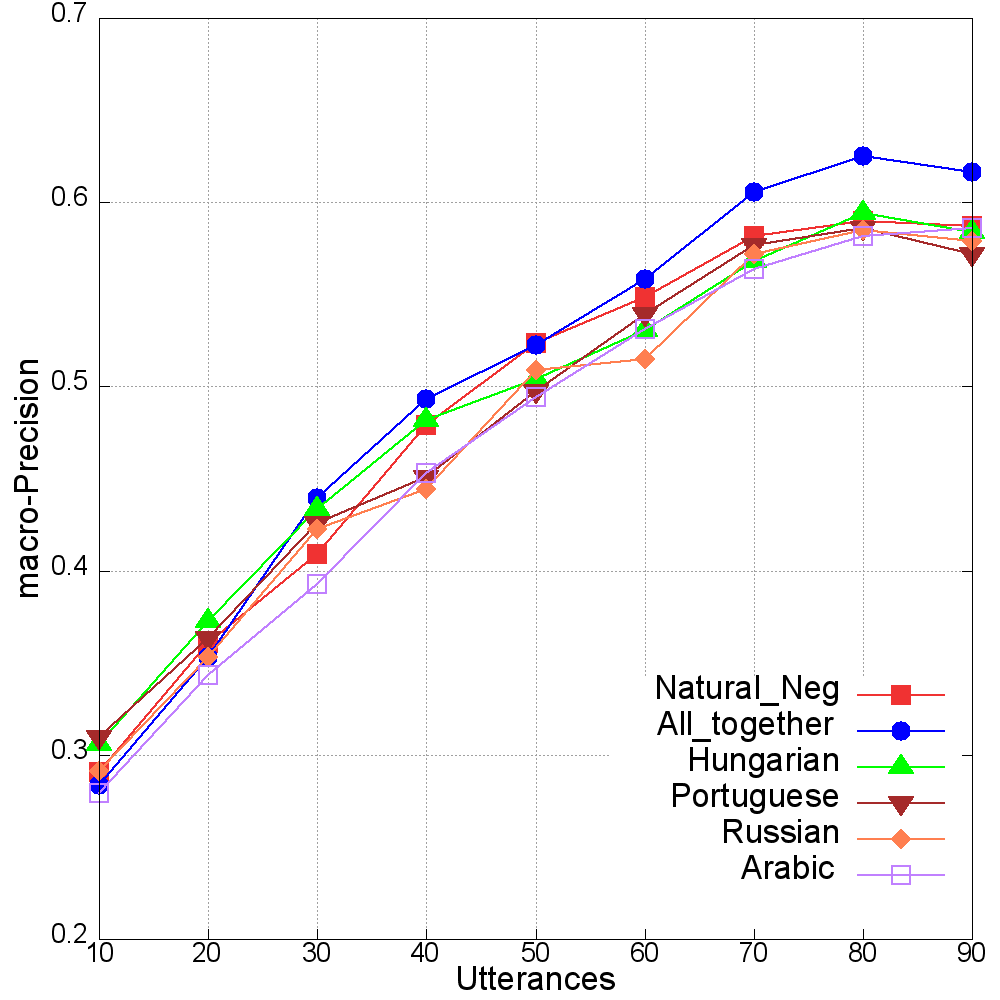 0.7
0.6
0.5
0.4
0.3
0.2
macro-Precision
Natural_Neg
All_together
Hungarian
Portuguese
Russian
Arabic
10 20 30 40 50 60 70 80 90
Utterances